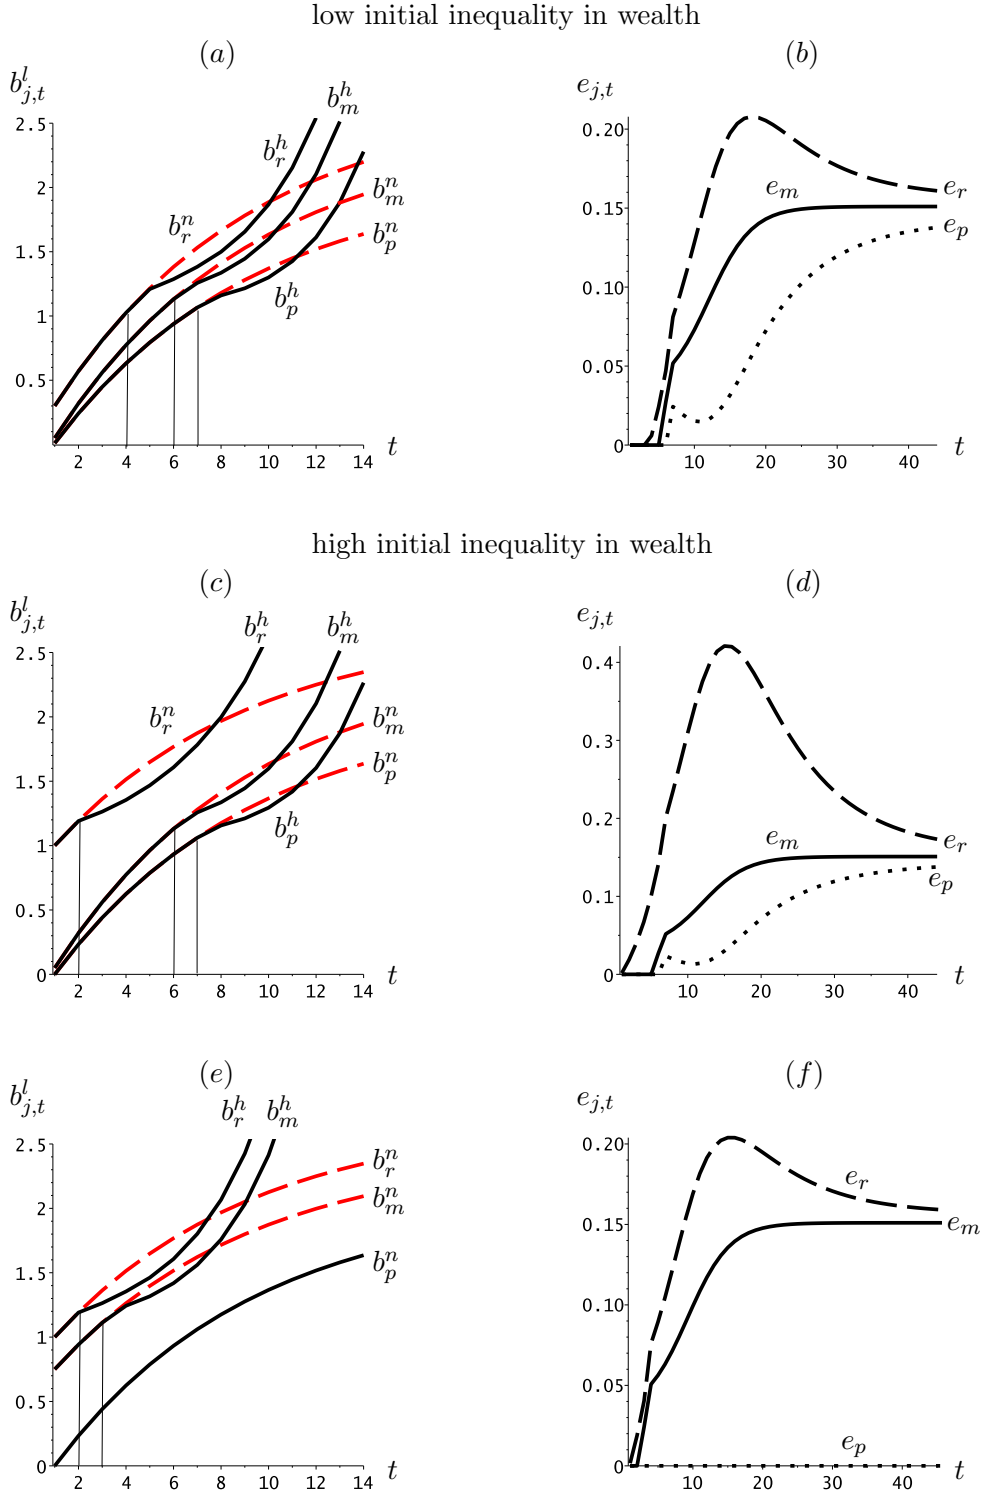 low initial inequality in wealth
(a)
(b)
b^l_{j,t}
e_{j,t}
b^h_m
b^h_r
b^n_r
b^n_m
b^n_p
b^h_p
2.5
2
1.5
1
0.5
2 4 6 8 10 12 14 t
0.20
0.15
0.10
0.05
0
e_m
e_r
e_p
10 20 30 40 t
high initial inequality in wealth
(c)
(d)
b^l_{j,t}
e_{j,t}
b^h_r
b^h_m
b^n_r
b^n_m
b^n_p
b^h_p
2.5
2
1.5
1
0.5
0
2 4 6 8 10 12 14 t
0.4
0.3
0.2
0.1
0
e_m
e_r
e_p
10 20 30 40 t
(e)
(f)
b^l_{j,t}
e_{j,t}
b^h_r
b^h_m
b^n_r
b^n_m
b^n_p
2.5
2
1.5
1
0.5
0
2 4 6 8 10 12 14 t
0.20
0.15
0.10
0.05
0
e_r
e_m
e_p
10 20 30 40 t